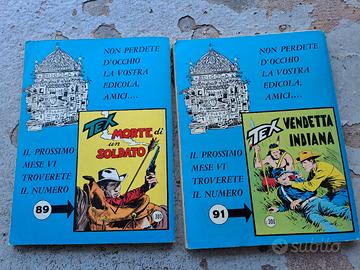 NON PERDETE
D'OCCHIO
LA VOSTRA
EDICOLA,
AMICI....
TEX
MORTE di
un
SOLDATO
IL PROSSIMO
MESE VI
TROVERETE
IL NUMERO
89
NON PERDETE
D'OCCHIO
LA VOSTRA
EDICOLA,
AMICI....
TEX
VENDETTA
INDIANA
IL PROSSIMO
MESE VI
TROVERETE
IL NUMERO
91
subito